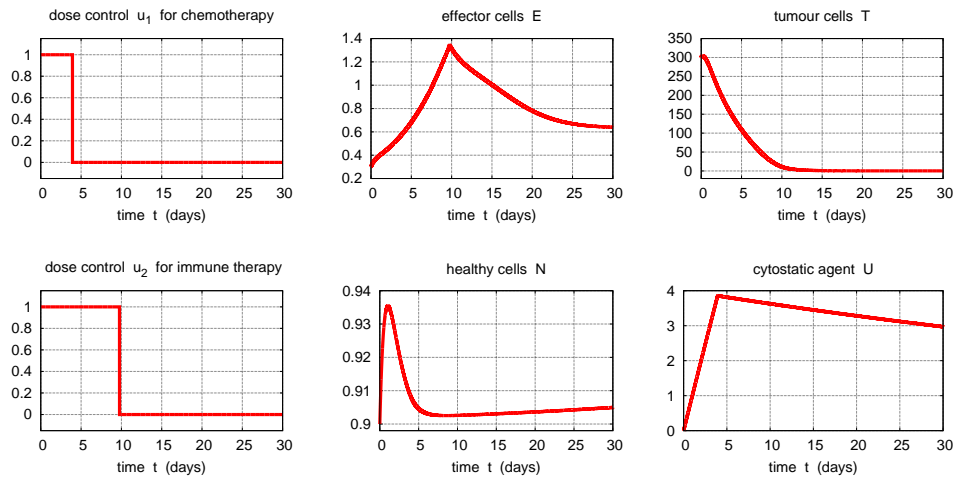 dose control u1 for chemotherapy
1
0.8
0.6
0.4
0.2
0
0 5 10 15 20 25 30
time t (days)
effector cells E
1.4
1.2
1
0.8
0.6
0.4
0.2
0 5 10 15 20 25 30
time t (days)
tumour cells T
350
300
250
200
150
100
50
0
0 5 10 15 20 25 30
time t (days)
dose control u2 for immune therapy
1
0.8
0.6
0.4
0.2
0
0 5 10 15 20 25 30
time t (days)
healthy cells N
0.94
0.93
0.92
0.91
0.9
0 5 10 15 20 25 30
time t (days)
cytostatic agent U
4
3
2
1
0
0 5 10 15 20 25 30
time t (days)